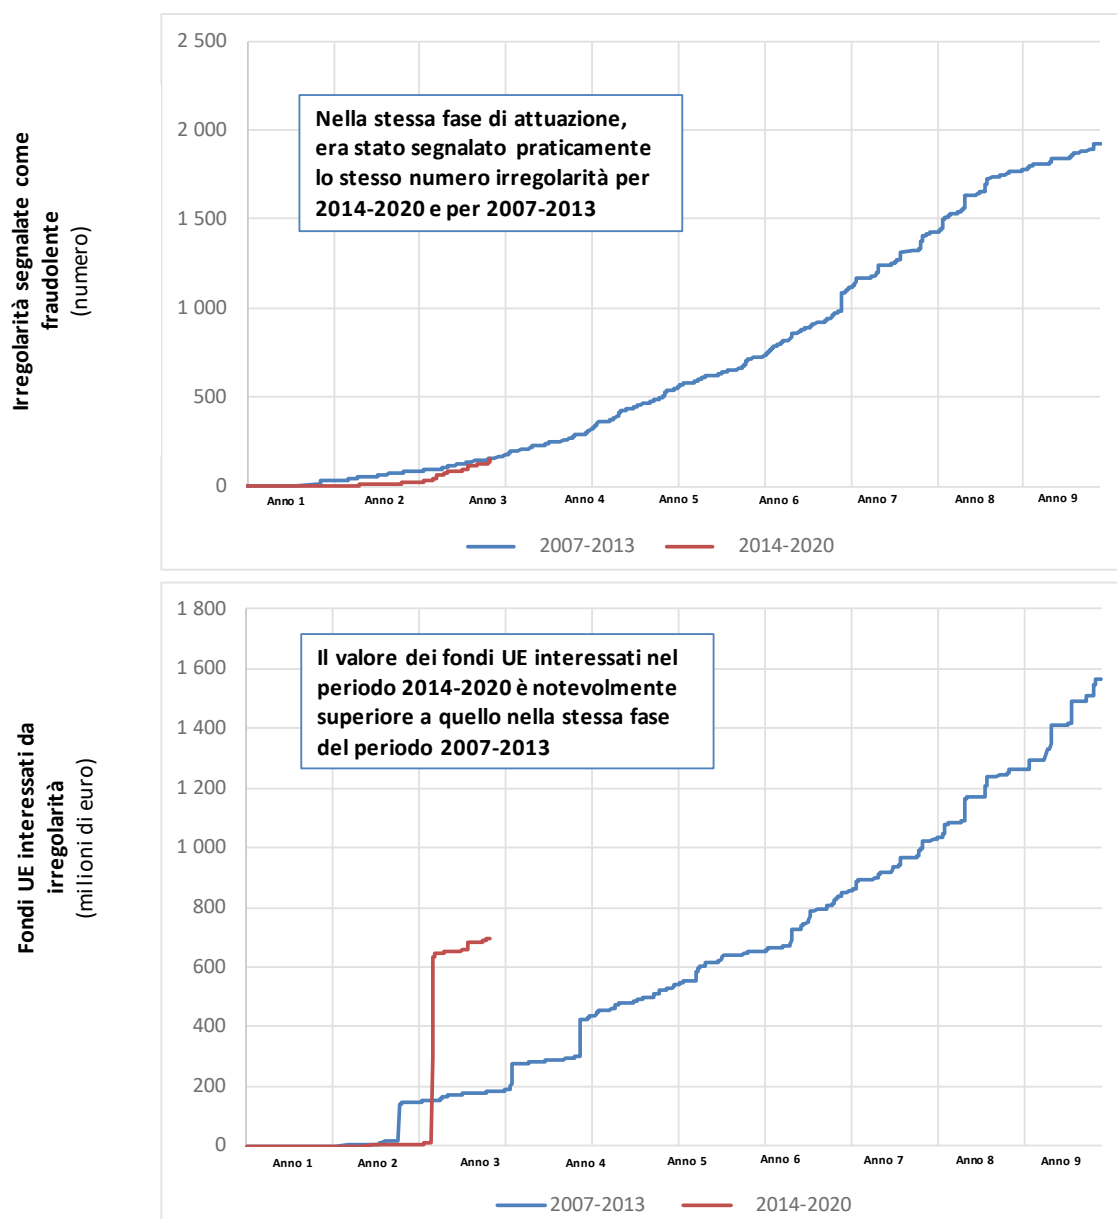 Irregolarità segnalate come
fraudolente
(numero)
2 500
2 000
1 500
1 000
500
0
Nella stessa fase di attuazione,
era stato segnalato praticamente
lo stesso numero irregolarità per
2014-2020 e per 2007-2013
Anno 1
Anno 2
Anno 3
Anno 4
Anno 5
Anno 6
Anno 7
Anno 8
Anno 9
2007-2013
2014-2020
Fondi UE interessati da
irregolarità
(milioni di euro)
1 800
1 600
1 400
1 200
1 000
800
600
400
200
0
Il valore dei fondi UE interessati nel
periodo 2014-2020 è notevolmente
superiore a quello nella stessa fase
del periodo 2007-2013
Anno 1
Anno 2
Anno 3
Anno 4
Anno 5
Anno 6
Anno 7
Anno 8
Anno 9
2007-2013
2014-2020